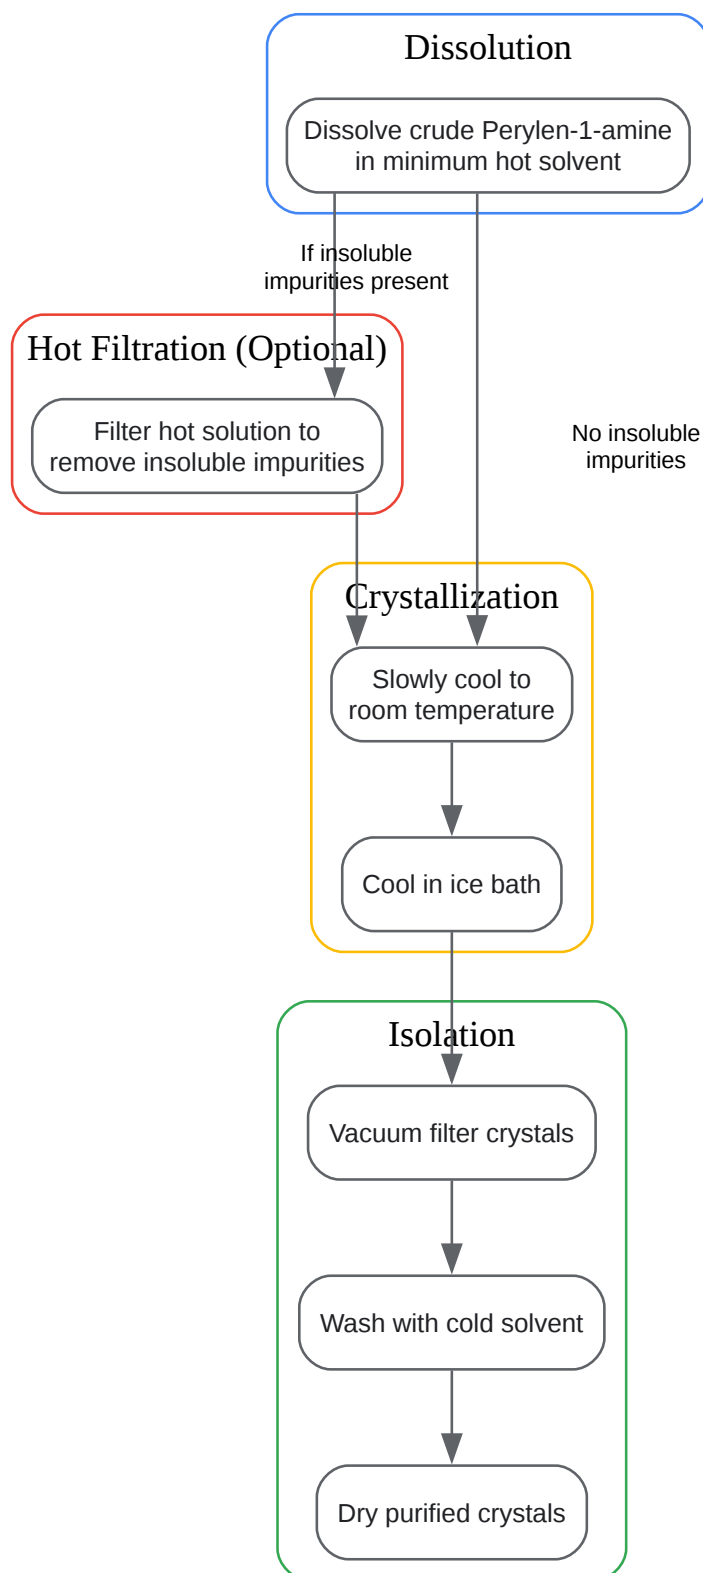 Dissolution
Dissolve crude Perylen-1-amine
in minimum hot solvent
If insoluble
impurities present
Hot Filtration (Optional)
Filter hot solution to
remove insoluble impurities
No insoluble
impurities
Crystallization
Slowly cool to
room temperature
Cool in ice bath
Isolation
Vacuum filter crystals
Wash with cold solvent
Dry purified crystals